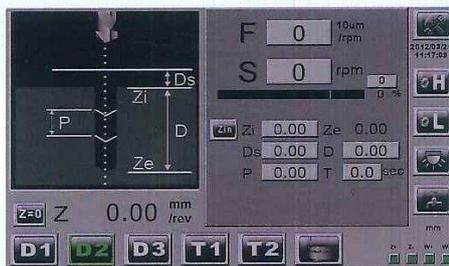 Ds
Zi
P
D
Ze
F 0 10um /rpm
S 0 rpm
0
0 %
Zin Zi 0.00 Ze 0.00
Ds 0.00 D 0.00
P 0.00 T 0.0 sec
Z=0 Z 0.00 mm /rev
D1 D2 D3 T1 T2
H
L
mm
Z+ Z- W+ W-